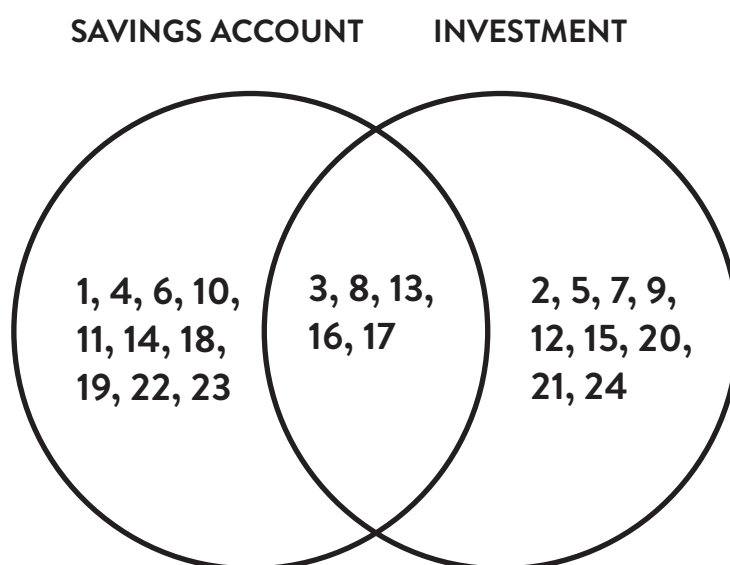 SAVINGS ACCOUNT
INVESTMENT
1, 4, 6, 10,
11, 14, 18,
19, 22, 23
3, 8, 13,
16, 17
2, 5, 7, 9,
12, 15, 20,
21, 24